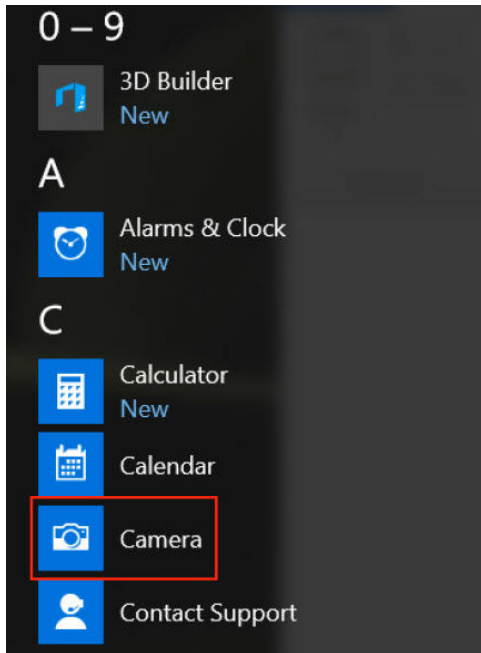 0 – 9
3D Builder
New
A
Alarms & Clock
New
C
Calculator
New
Calendar
Camera
Contact Support